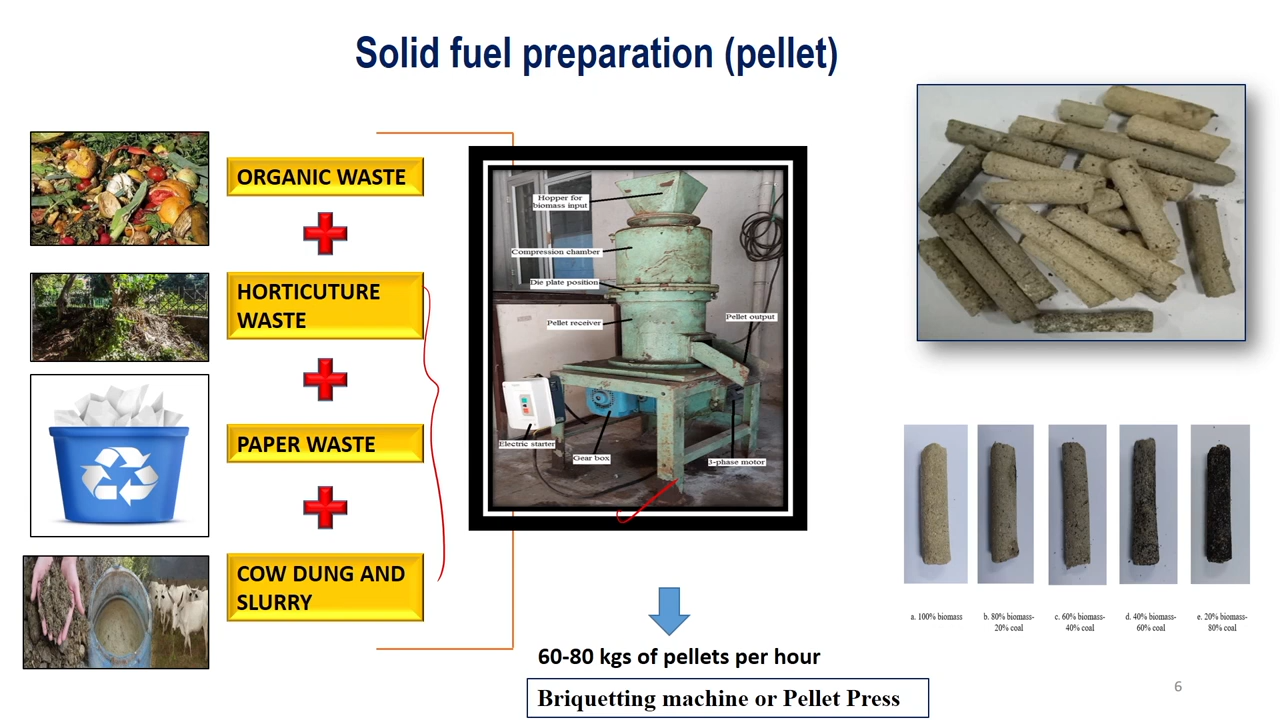 Solid fuel preparation (pellet)
ORGANIC WASTE
HORTICUTURE
WASTE
PAPER WASTE
COW DUNG AND
SLURRY
Hopper for
biomass input
Compression chamber
Die plate position
Pellet receiver
Pellet output
Electric starter
Gear box
3-phase motor
60-80 kgs of pellets per hour
Briquetting machine or Pellet Press
a. 100% biomass
b. 80% biomass-
20% coal
c. 60% biomass-
40% coal
d. 40% biomass-
60% coal
e. 20% biomass-
80% coal
6